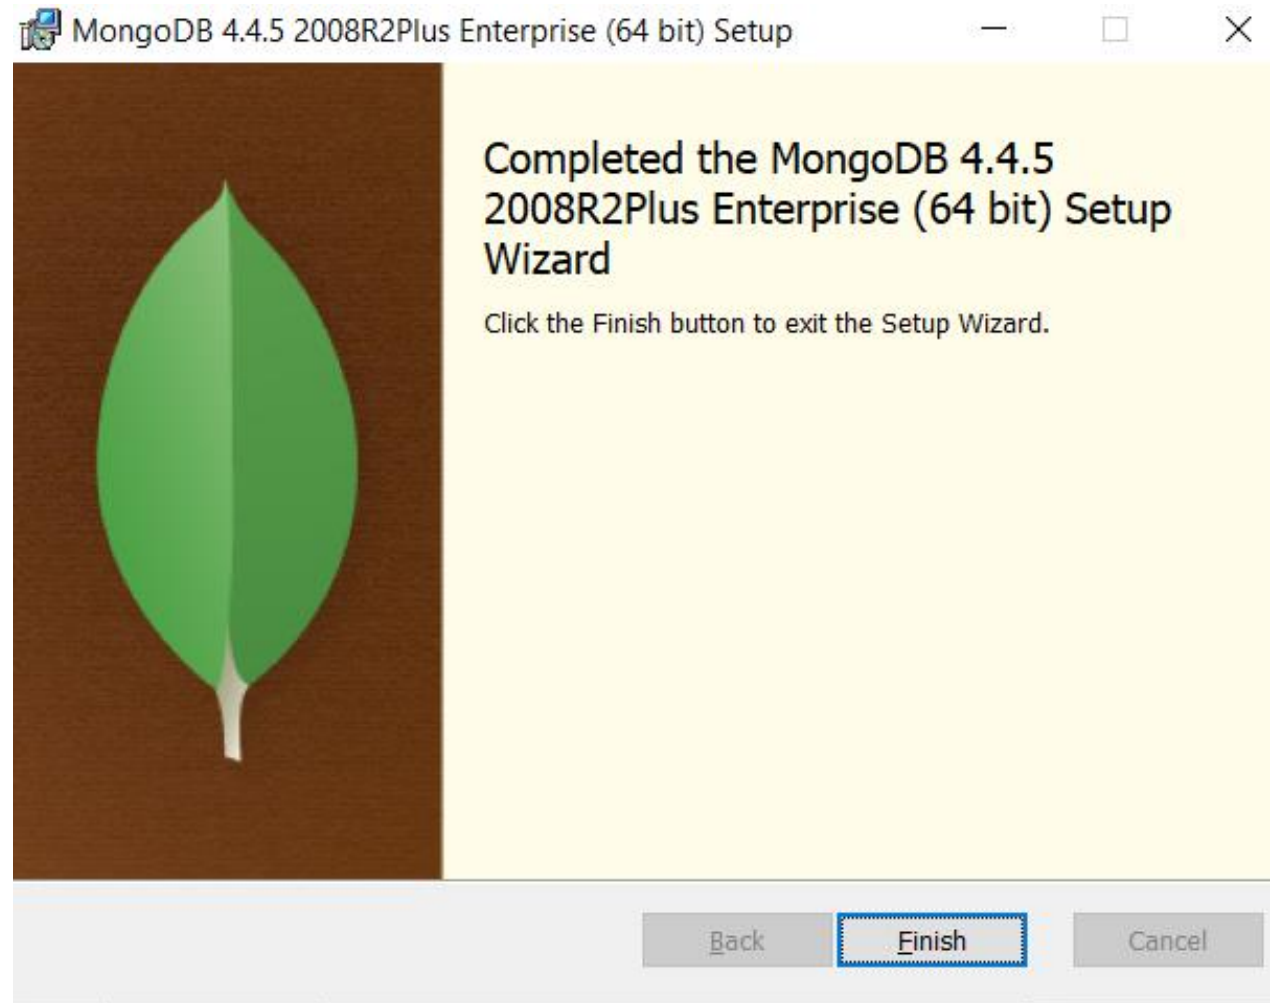 MongoDB 4.4.5 2008R2Plus Enterprise (64 bit) Setup
Completed the MongoDB 4.4.5
2008R2Plus Enterprise (64 bit) Setup
Wizard
Click the Finish button to exit the Setup Wizard.
Back
Finish
Cancel